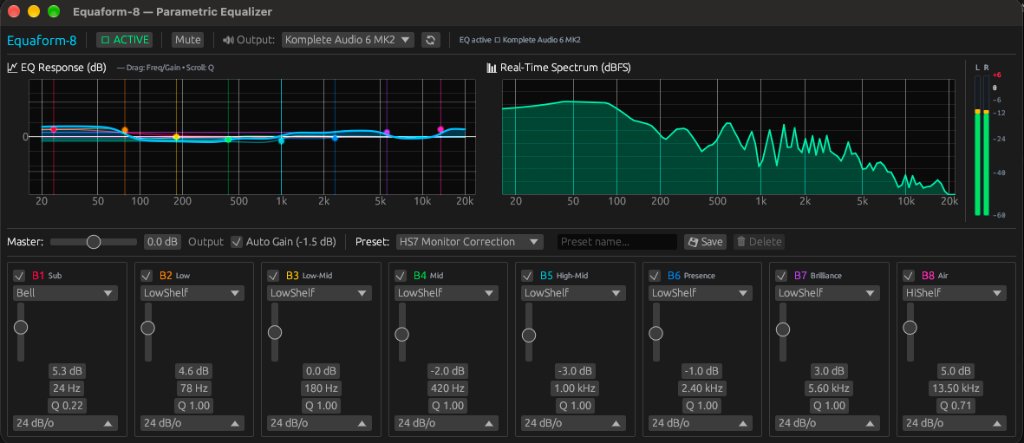 Equaform-8 — Parametric Equalizer
Equaform-8 ACTIVE Mute Output: Komplete Audio 6 MK2 EQ active □ Komplete Audio 6 MK2
EQ Response (dB) — Drag: Freq/Gain • Scroll: Q
0
20 50 100 200 500 1k 2k 5k 10k 20k
Real-Time Spectrum (dBFS)
20 50 100 200 500 1k 2k 5k 10k 20k
L R
+6
0
-6
-12
-20
-40
-60
Master: 0.0 dB Output Auto Gain (-1.5 dB) Preset: HS7 Monitor Correction Preset name... Save Delete
B1 Sub
Bell
5.3 dB
24 Hz
Q 0.22
24 dB/o
B2 Low
LowShelf
4.6 dB
78 Hz
Q 1.00
24 dB/o
B3 Low-Mid
LowShelf
0.0 dB
180 Hz
Q 1.00
24 dB/o
B4 Mid
LowShelf
-2.0 dB
420 Hz
Q 1.00
24 dB/o
B5 High-Mid
LowShelf
-3.0 dB
1.00 kHz
Q 1.00
24 dB/o
B6 Presence
LowShelf
-1.0 dB
2.40 kHz
Q 1.00
24 dB/o
B7 Brilliance
LowShelf
3.0 dB
5.60 kHz
Q 1.00
24 dB/o
B8 Air
HiShelf
5.0 dB
13.50 kHz
Q 0.71
24 dB/o